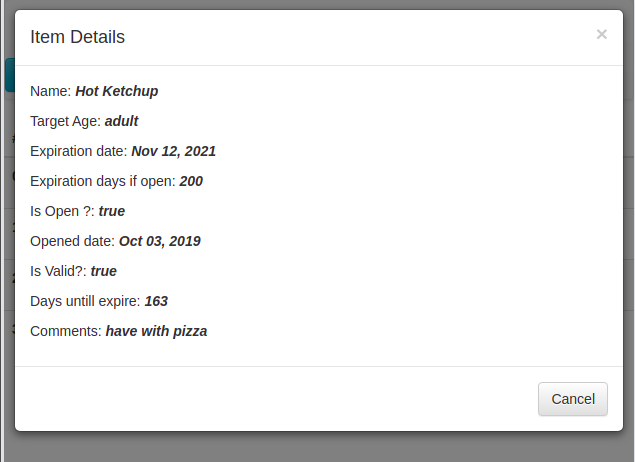 Item Details
×
Name: Hot Ketchup
Target Age: adult
Expiration date: Nov 12, 2021
Expiration days if open: 200
Is Open ?: true
Opened date: Oct 03, 2019
Is Valid?: true
Days untill expire: 163
Comments: have with pizza
Cancel